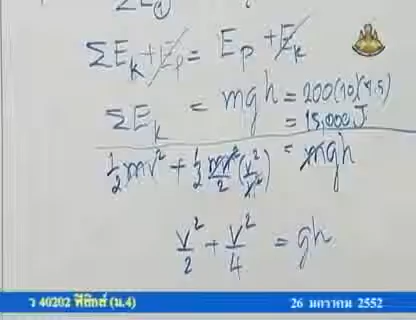 ΣE①
ΣE_k + E_p = E_p + E_k
ΣE_k = mgh = 200(10)(7.5)
= 15,000 J
½mv² + ½ mr²/2 (v²/r²) = mgh
v²/2 + v²/4 = gh
ว 40202 ฟิสิกส์ (ม.4) 26 มกราคม 2552